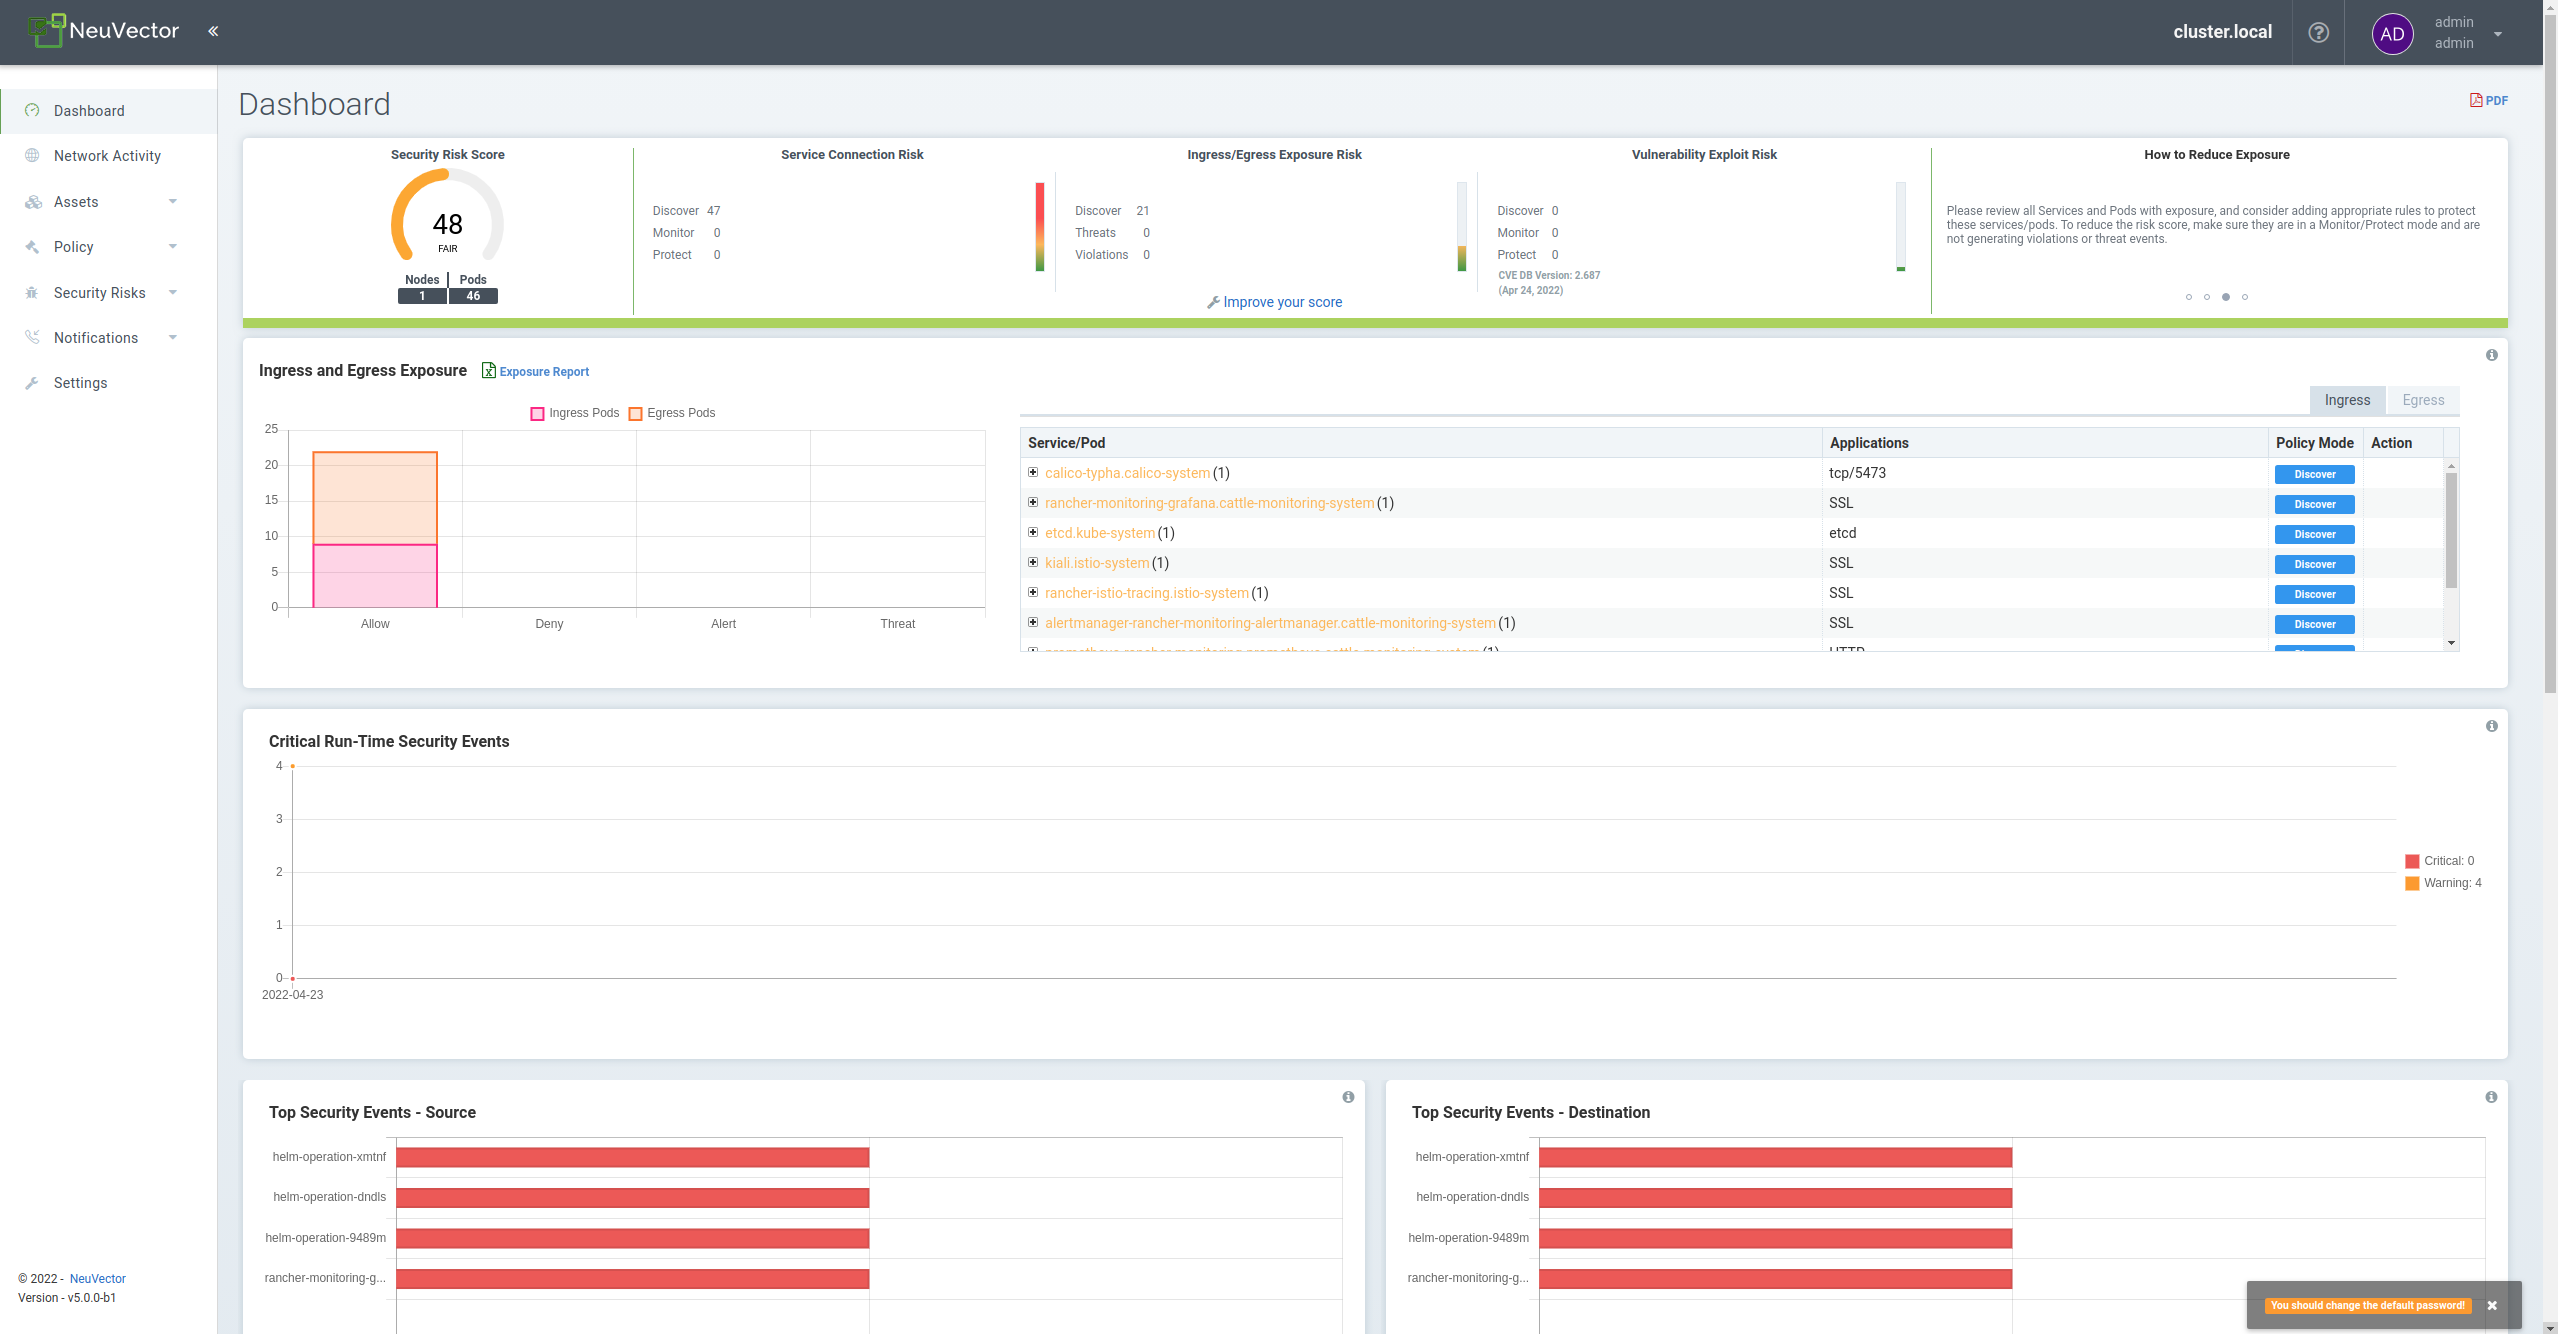 NeuVector
«
cluster.local
AD
admin
admin
Dashboard
Network Activity
Assets
Policy
Security Risks
Notifications
Settings
© 2022 - NeuVector
Version - v5.0.0-b1
Dashboard
PDF
Security Risk Score
48
FAIR
Nodes Pods
1 46
Service Connection Risk
Discover 47
Monitor 0
Protect 0
Ingress/Egress Exposure Risk
Discover 21
Threats 0
Violations 0
Improve your score
Vulnerability Exploit Risk
Discover 0
Monitor 0
Protect 0
CVE DB Version: 2.687
(Apr 24, 2022)
How to Reduce Exposure
Please review all Services and Pods with exposure, and consider adding appropriate rules to protect
these services/pods. To reduce the risk score, make sure they are in a Monitor/Protect mode and are
not generating violations or threat events.
Ingress and Egress Exposure Exposure Report
Ingress Pods Egress Pods
25
20
15
10
5
0
Allow Deny Alert Threat
Ingress Egress
Service/Pod Applications Policy Mode Action
calico-typha.calico-system (1) tcp/5473 Discover
rancher-monitoring-grafana.cattle-monitoring-system (1) SSL Discover
etcd.kube-system (1) etcd Discover
kiali.istio-system (1) SSL Discover
rancher-istio-tracing.istio-system (1) SSL Discover
alertmanager-rancher-monitoring-alertmanager.cattle-monitoring-system (1) SSL Discover
Critical Run-Time Security Events
4
3
2
1
0
2022-04-23
Critical: 0
Warning: 4
Top Security Events - Source
helm-operation-xmtnf
helm-operation-dndls
helm-operation-9489m
rancher-monitoring-g...
Top Security Events - Destination
helm-operation-xmtnf
helm-operation-dndls
helm-operation-9489m
rancher-monitoring-g...
You should change the default password!